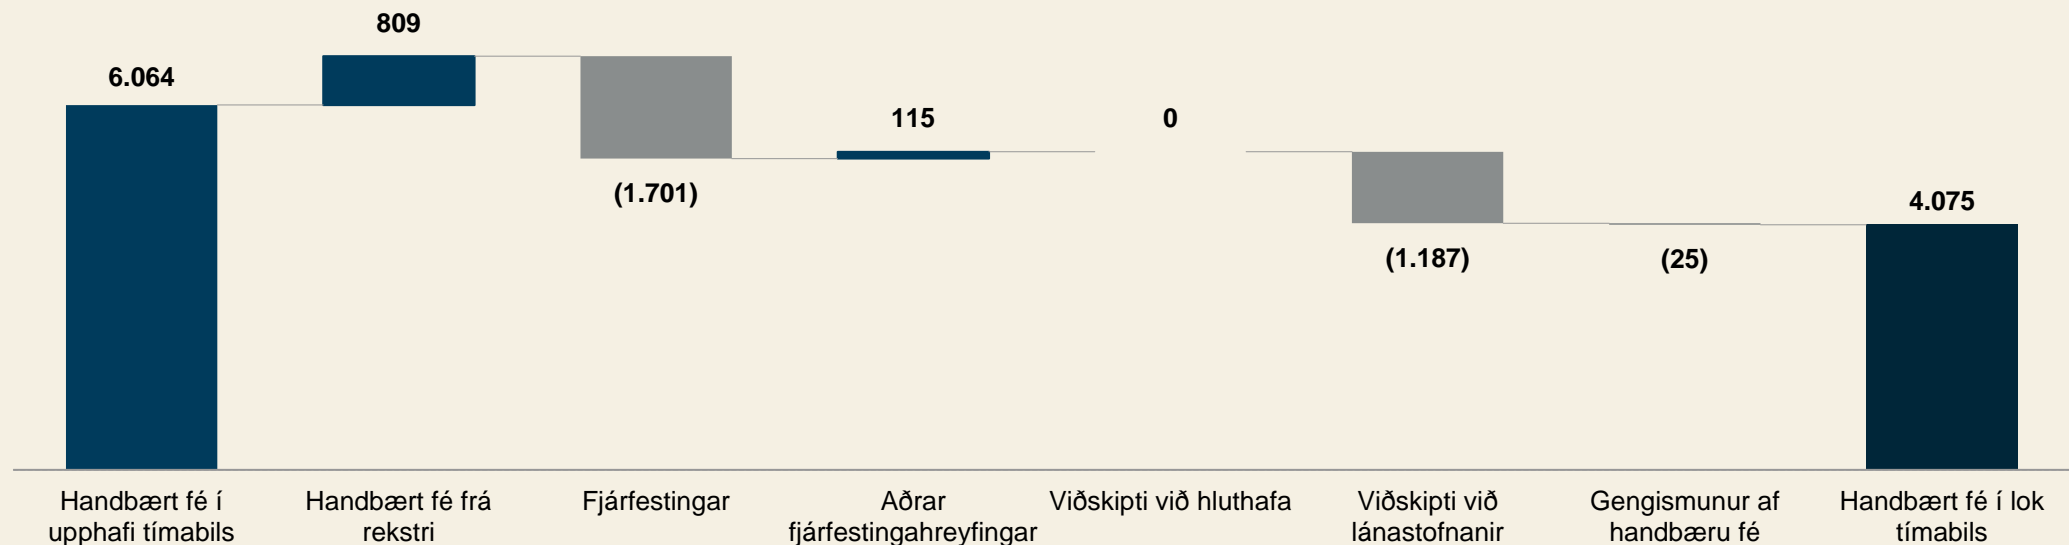 809
6.064
115
0
(1.701)
4.075
(1.187)
(25)
Handbært fé í
upphafi tímabils
Handbært fé frá
rekstri
Fjárfestingar
Aðrar
fjárfestingahreyfingar
Viðskipti við hluthafa
Viðskipti við
lánastofnanir
Gengismunur af
handbæru fé
Handbært fé í lok
tímabils